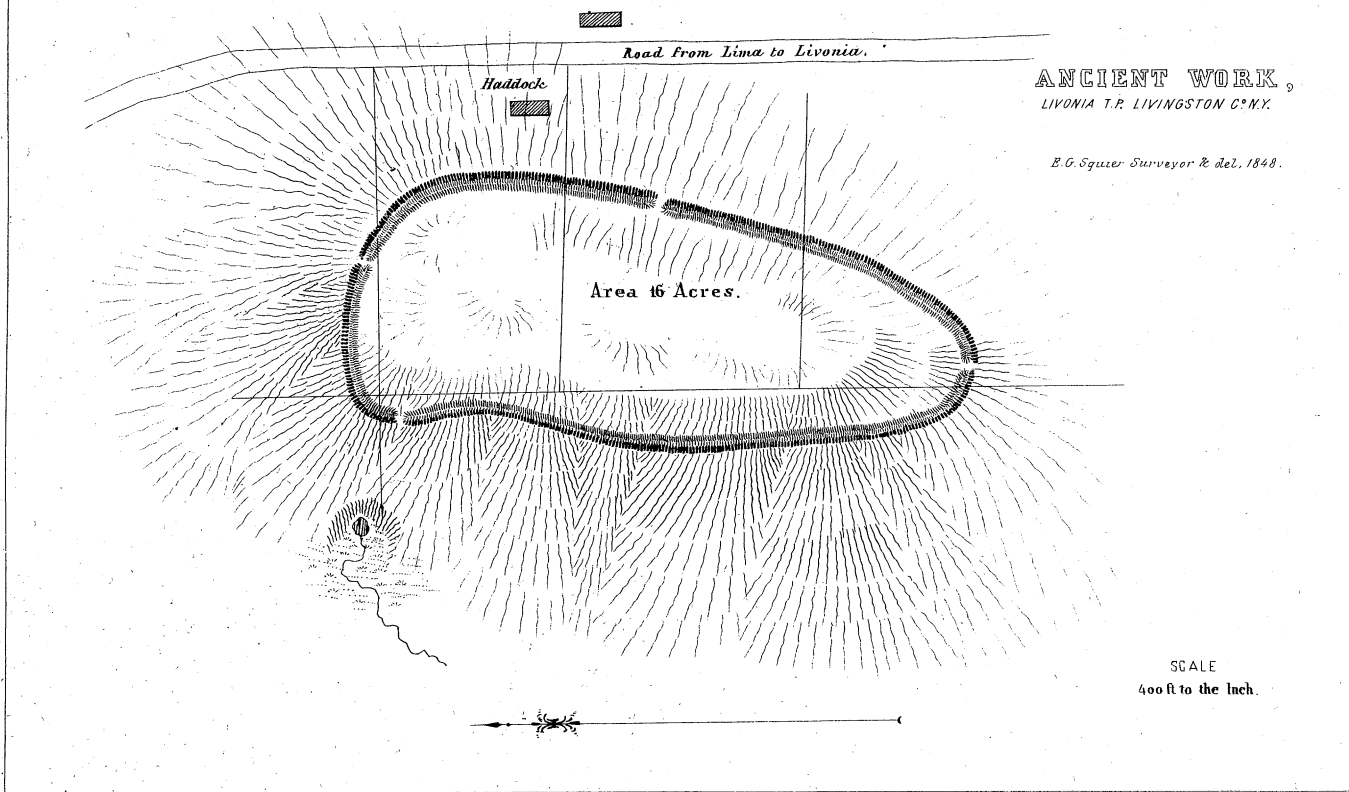 Road from Lima to Livonia.
Haddock
ANCIENT WORK,
LIVONIA T.P. LIVINGSTON Co. N.Y.
E.G. Squier Surveyor & del, 1848.
Area 16 Acres.
SCALE
400 ft to the Inch.